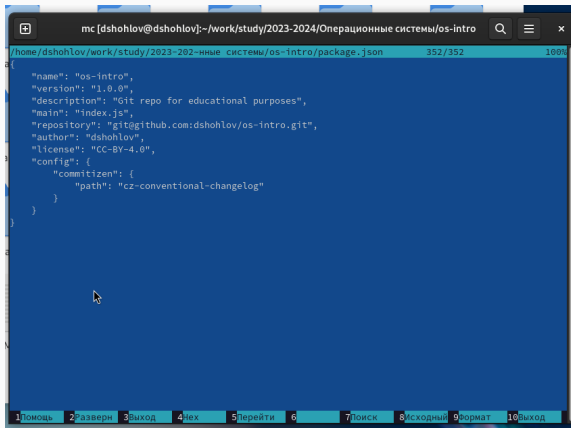 mc [dshohlov@dshohlov]:~/work/study/2023-2024/Операционные системы/os-intro
/home/dshohlov/work/study/2023-202-нные системы/os-intro/package.json 352/352 100%
{
"name": "os-intro",
"version": "1.0.0",
"description": "Git repo for educational purposes",
"main": "index.js",
"repository": "git@github.com:dshohlov/os-intro.git",
"author": "dshohlov",
"license": "CC-BY-4.0",
"config": {
"commitizen": {
"path": "cz-conventional-changelog"
}
}
}
1Помощь 2Разверн 3Выход 4Hex 5Перейти 6 7Поиск 8Исходный 9Формат 10Выход